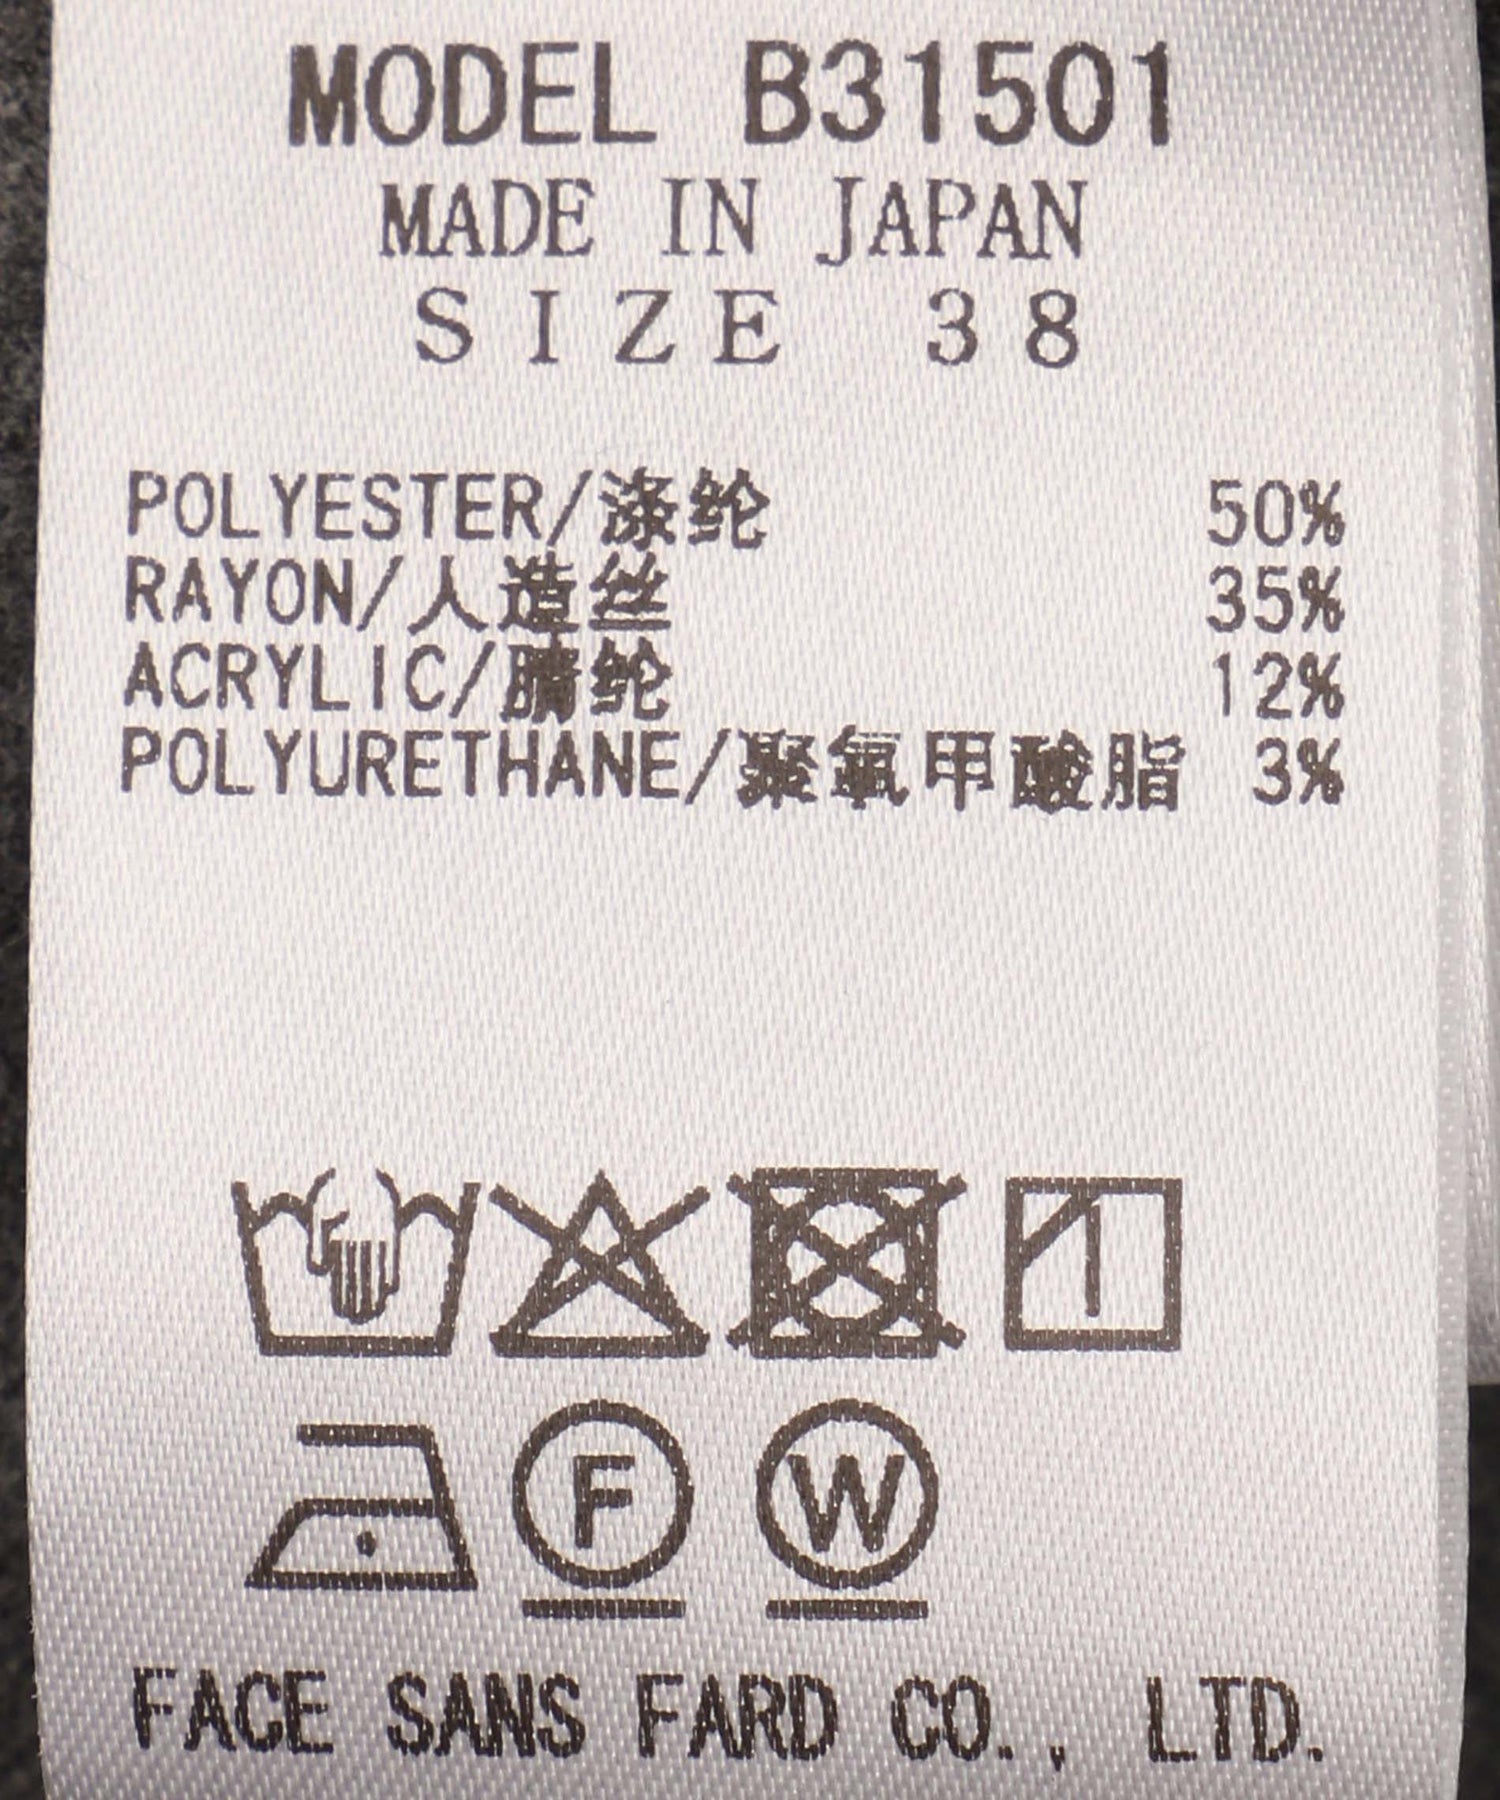 MODEL B31501
MADE IN JAPAN
SIZE 38
POLYESTER/涤纶 50%
RAYON/人造丝 35%
ACRYLIC/腈纶 12%
POLYURETHANE/聚氨甲酸脂 3%
F W
FACE SANS FARD CO., LTD.